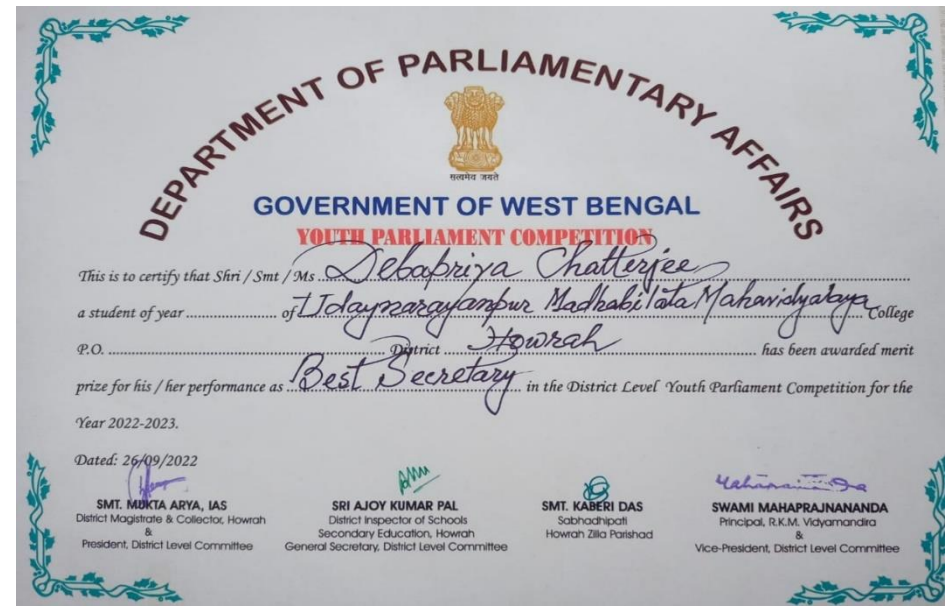 DEPARTMENT OF PARLIAMENTARY AFFAIRS
सत्यमेव जयते
GOVERNMENT OF WEST BENGAL
YOUTH PARLIAMENT COMPETITION
This is to certify that Shri / Smt / Ms Debapriya Chatterjee
a student of year .................. of Udaynarayanpur Madhabilata Mahavidyalaya College
P.O. .................. District Howrah .................. has been awarded merit
prize for his / her performance as Best Secretary in the District Level Youth Parliament Competition for the
Year 2022-2023.
Dated: 26/09/2022
SMT. MUKTA ARYA, IAS
District Magistrate & Collector, Howrah
&
President, District Level Committee
SRI AJOY KUMAR PAL
District Inspector of Schools
Secondary Education, Howrah
General Secretary, District Level Committee
SMT. KABERI DAS
Sabhadhipati
Howrah Zilla Parishad
SWAMI MAHAPRAJNANANDA
Principal, R.K.M. Vidyamandira
&
Vice-President, District Level Committee